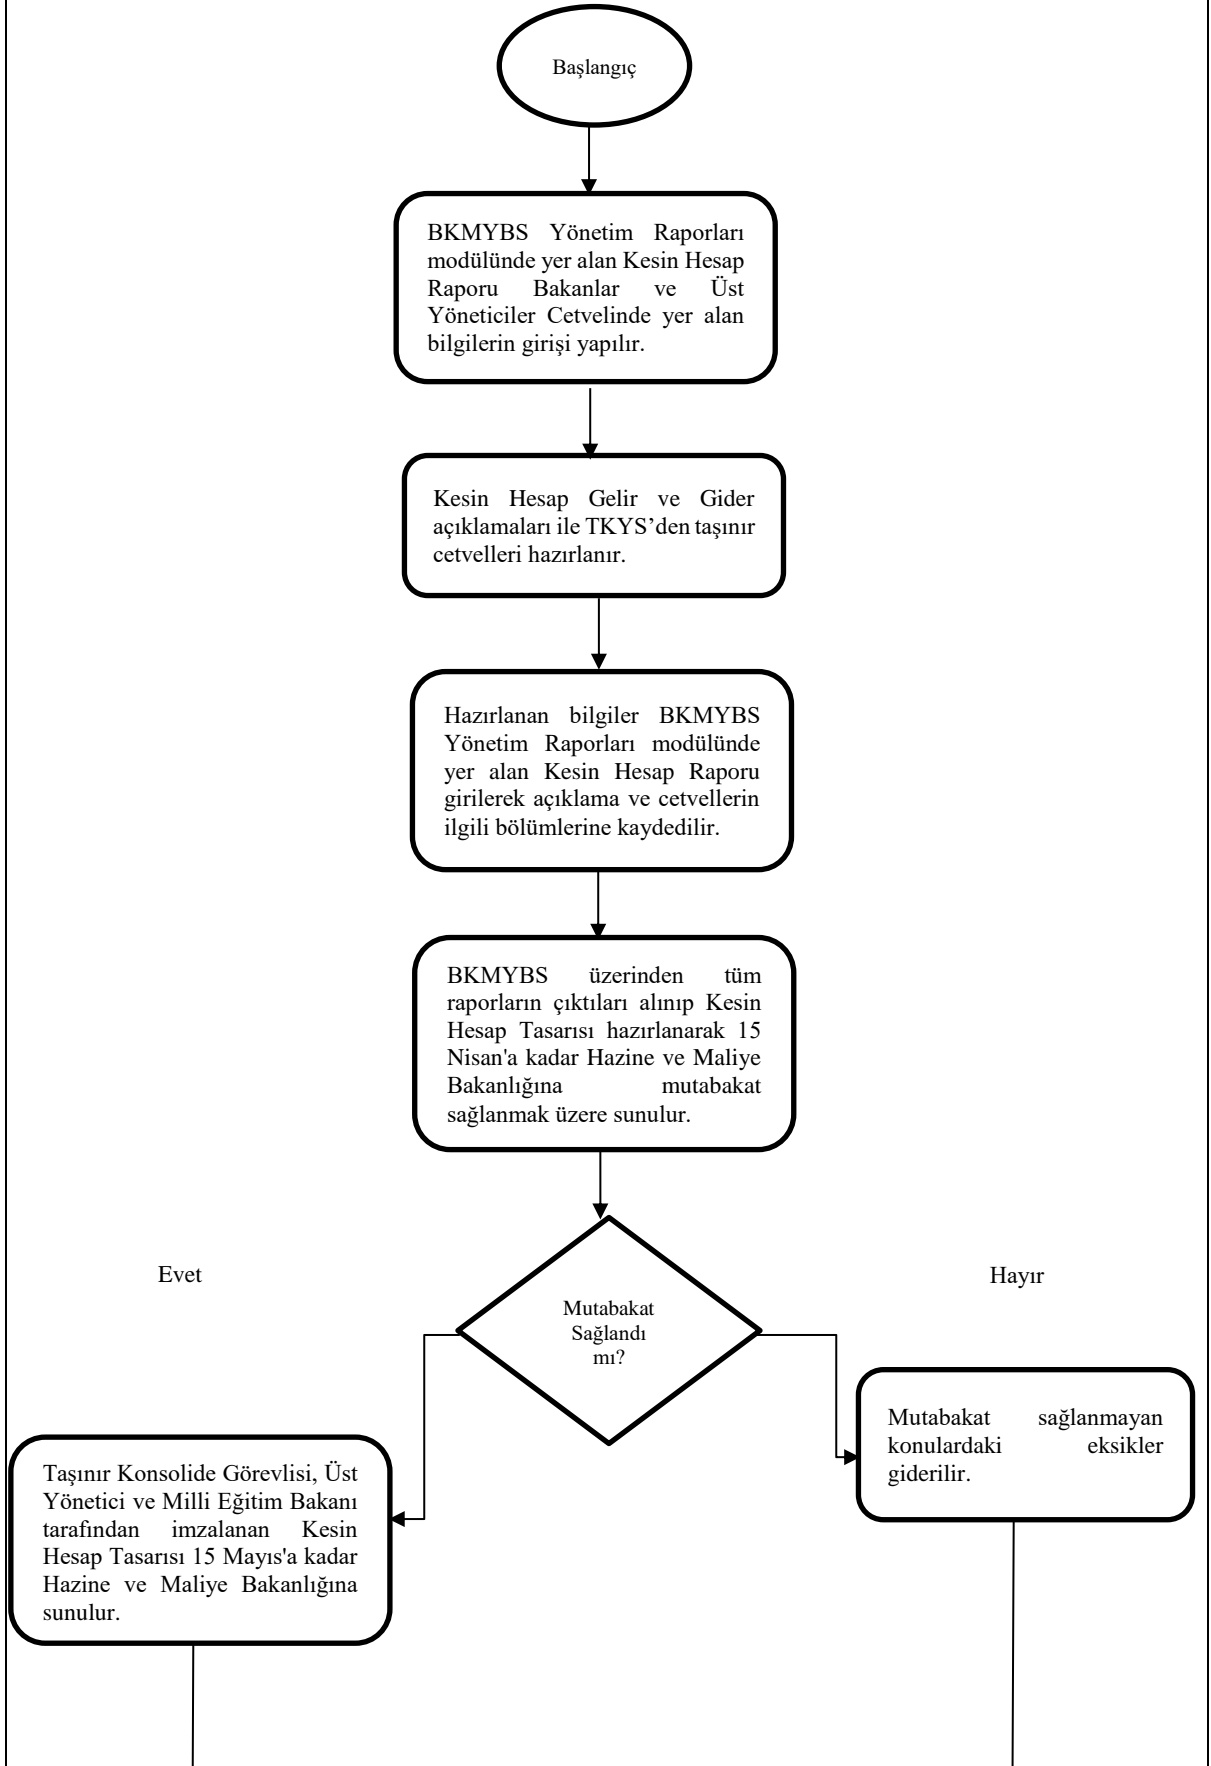 Başlangıç
BKMYBS Yönetim Raporları
modülünde yer alan Kesin Hesap
Raporu Bakanlar ve Üst
Yöneticiler Cetvelinde yer alan
bilgilerin girişi yapılır.
Kesin Hesap Gelir ve Gider
açıklamaları ile TKYS’den taşınır
cetvelleri hazırlanır.
Hazırlanan bilgiler BKMYBS
Yönetim Raporları modülünde
yer alan Kesin Hesap Raporu
girilerek açıklama ve cetvellerin
ilgili bölümlerine kaydedilir.
BKMYBS üzerinden tüm
raporların çıktıları alınıp Kesin
Hesap Tasarısı hazırlanarak 15
Nisan'a kadar Hazine ve Maliye
Bakanlığına mutabakat
sağlanmak üzere sunulur.
Evet
Hayır
Mutabakat
Sağlandı
mı?
Mutabakat sağlanmayan
konulardaki eksikler
giderilir.
Taşınır Konsolide Görevlisi, Üst
Yönetici ve Milli Eğitim Bakanı
tarafından imzalanan Kesin
Hesap Tasarısı 15 Mayıs'a kadar
Hazine ve Maliye Bakanlığına
sunulur.